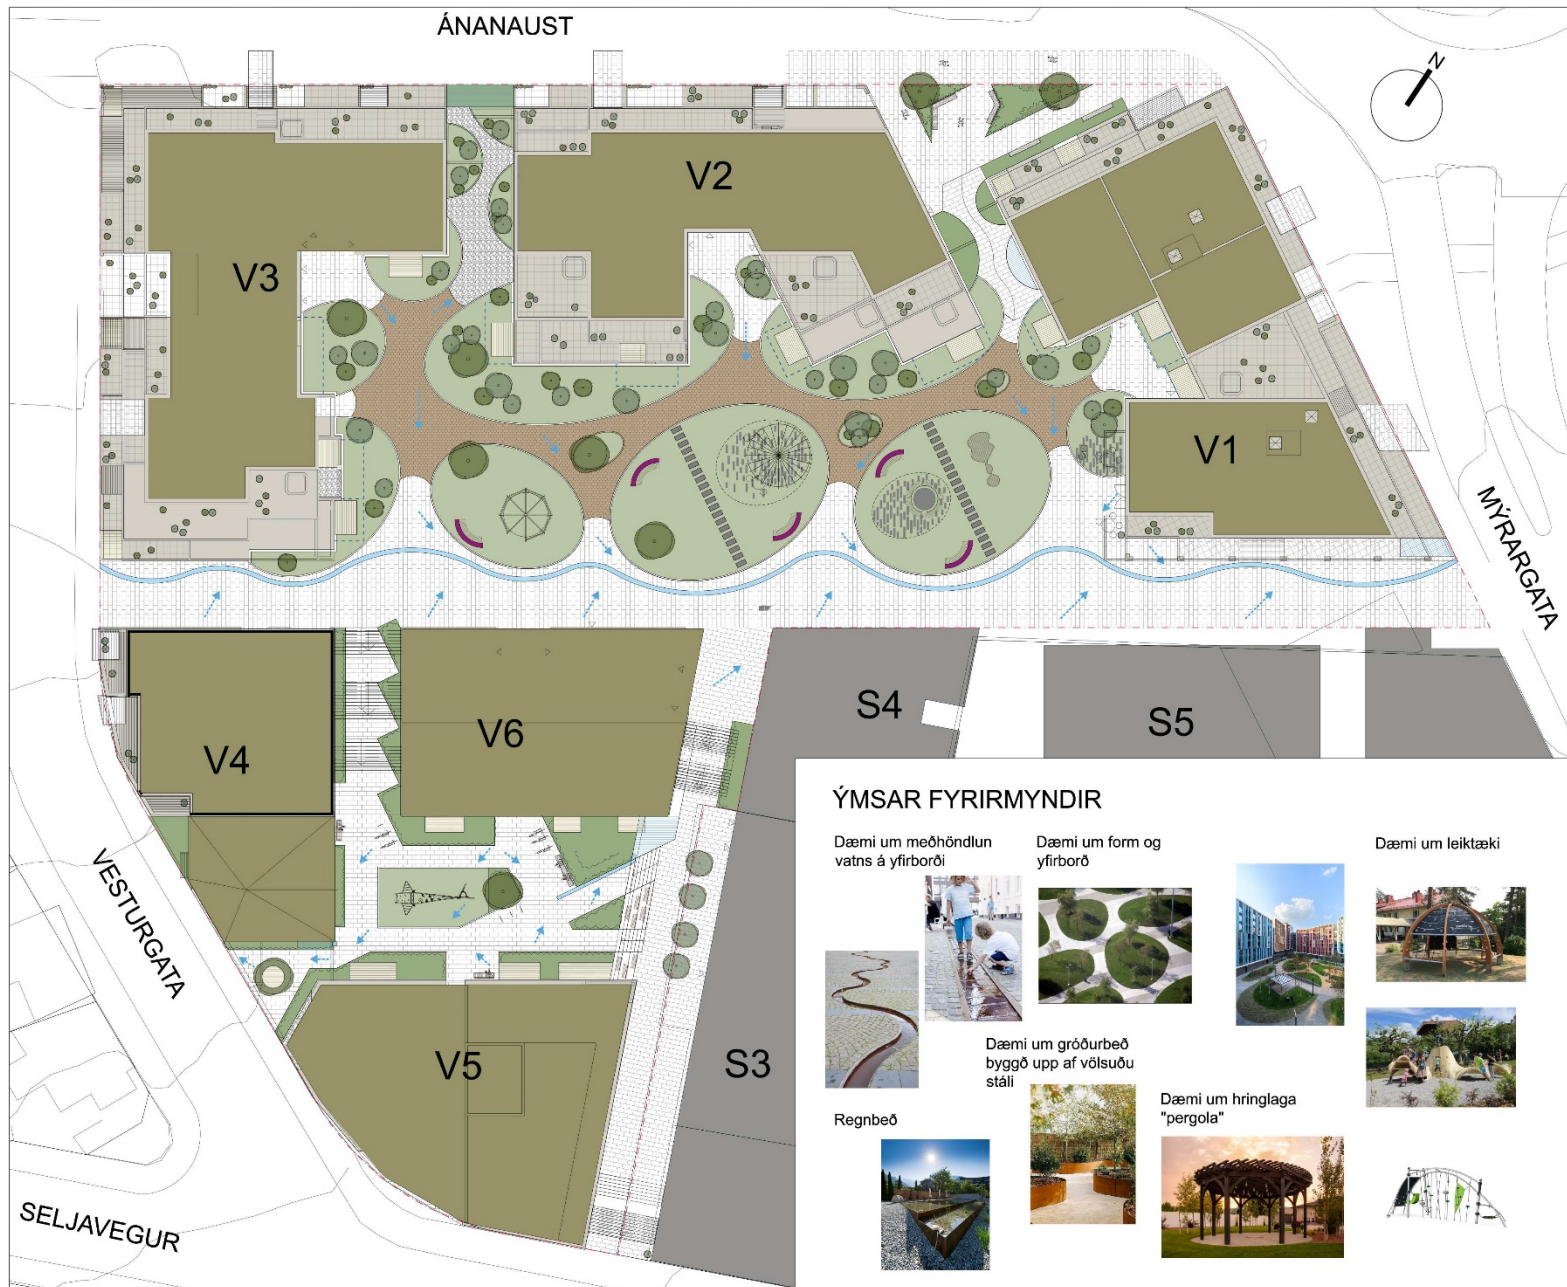 ÁNANAUST
N
V2
V3
V1
MÝRARGATA
S4
S5
V6
V4
ÝMSAR FYRIRMYNDIR
Dæmi um meðhöndlun
vatns á yfirborði
Dæmi um form og
yfirborð
Dæmi um leiktæki
VESTURGATA
V5
S3
Dæmi um gróðurbeð
byggð upp af völsuðu
stáli
Regnbeð
Dæmi um hringlaga
"pergola"
SELJAVEGUR